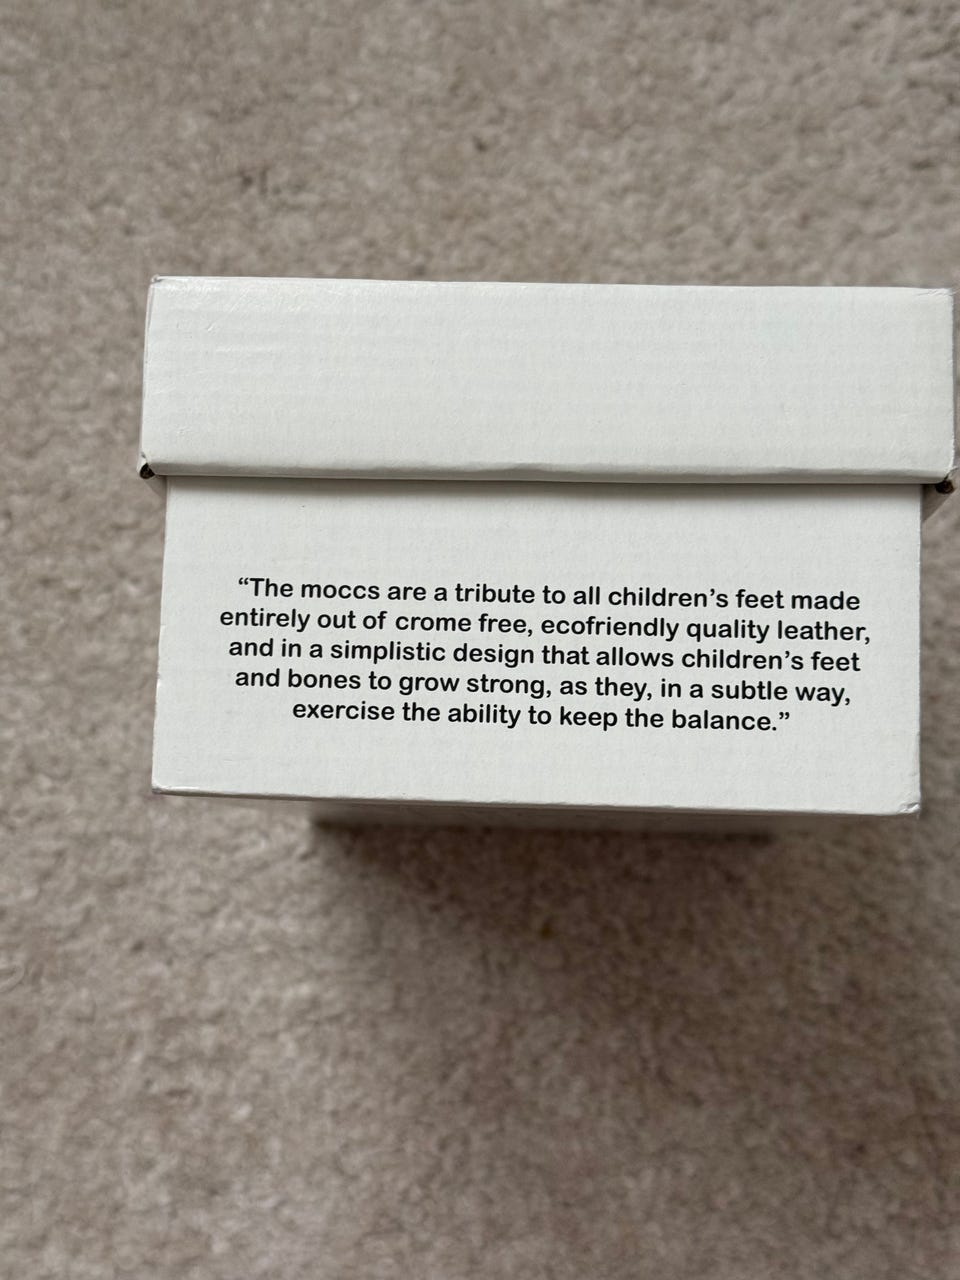 “The moccs are a tribute to all children’s feet made
entirely out of crome free, ecofriendly quality leather,
and in a simplistic design that allows children’s feet
and bones to grow strong, as they, in a subtle way,
exercise the ability to keep the balance.”